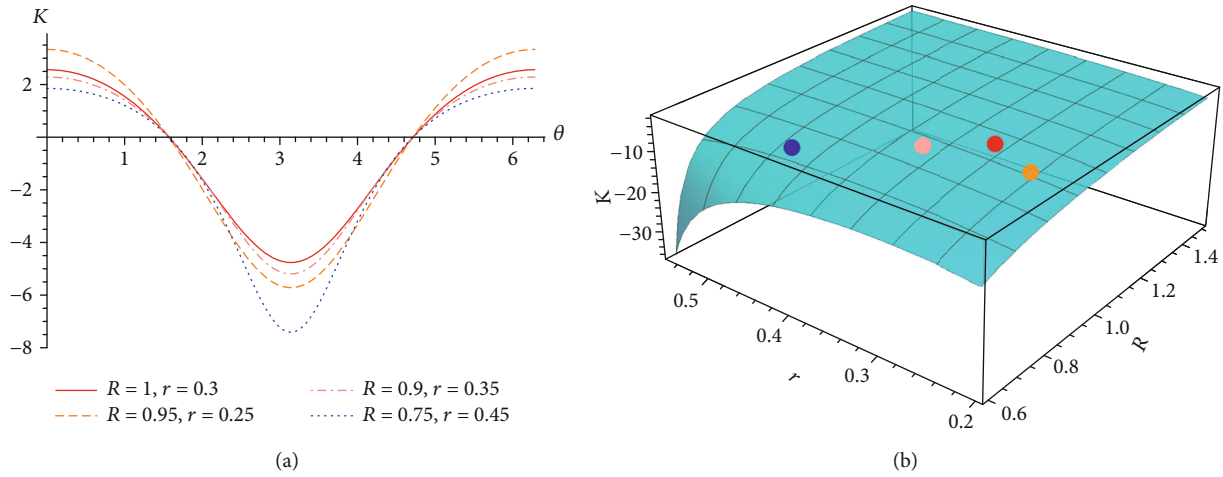 K
2
1 2 3 4 5 6 θ
−2
−4
−6
−8
R = 1, r = 0.3
R = 0.9, r = 0.35
R = 0.95, r = 0.25
R = 0.75, r = 0.45
(a)
K
−10
−20
−30
0.5
0.4
0.3
0.2
r
0.6
0.8
1.0
1.2
1.4
R
(b)